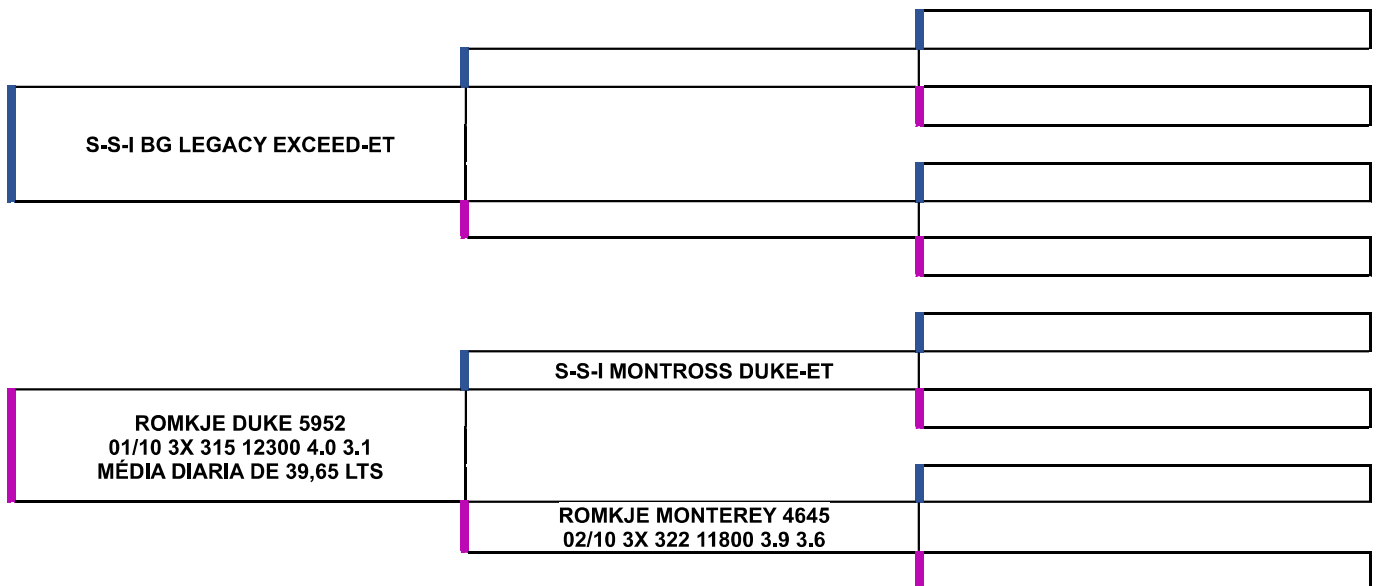 S-S-I BG LEGACY EXCEED-ET
S-S-I MONTROSS DUKE-ET
ROMKJE DUKE 5952
01/10 3X 315 12300 4.0 3.1
MÉDIA DIARIA DE 39,65 LTS
ROMKJE MONTEREY 4645
02/10 3X 322 11800 3.9 3.6